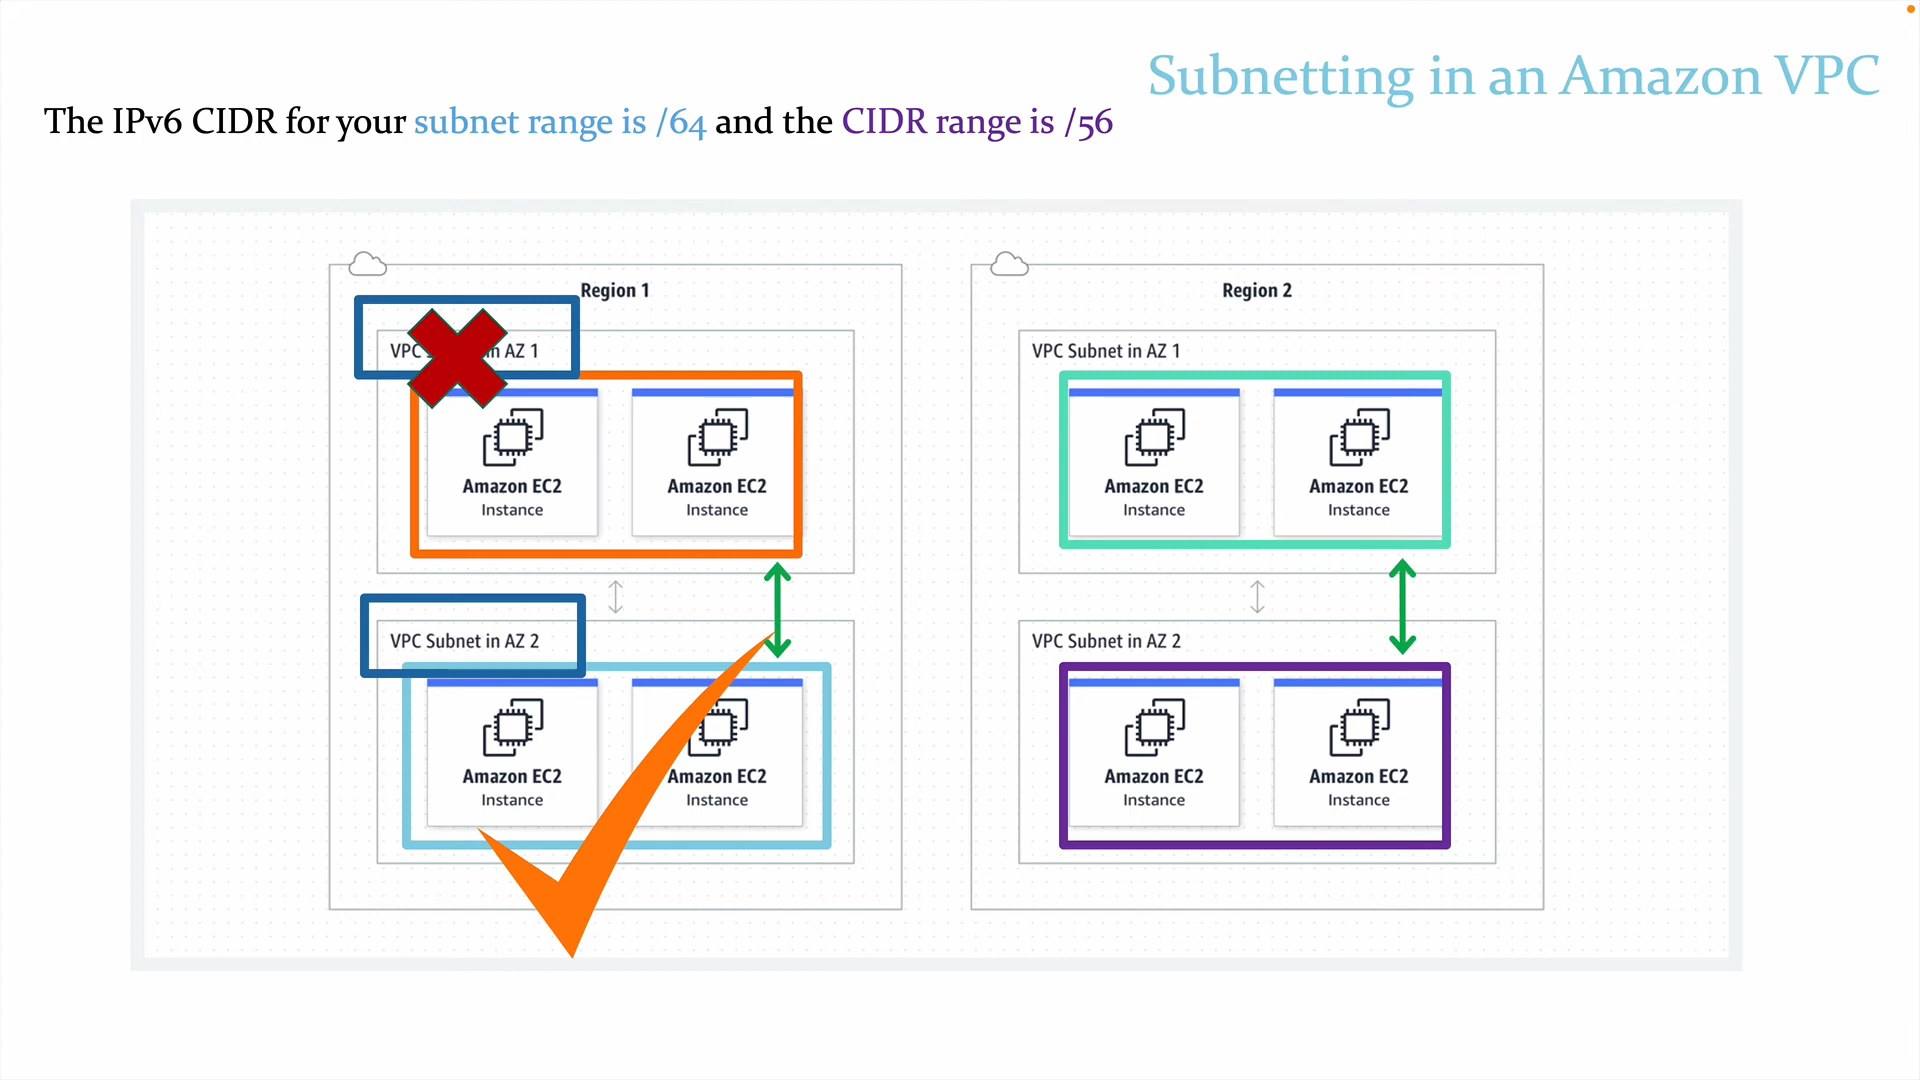 Subnetting in an Amazon VPC
The IPv6 CIDR for your subnet range is /64 and the CIDR range is /56
Region 1
VPC in AZ 1
Amazon EC2
Instance
Amazon EC2
Instance
VPC Subnet in AZ 2
Amazon EC2
Instance
Amazon EC2
Instance
Region 2
VPC Subnet in AZ 1
Amazon EC2
Instance
Amazon EC2
Instance
VPC Subnet in AZ 2
Amazon EC2
Instance
Amazon EC2
Instance